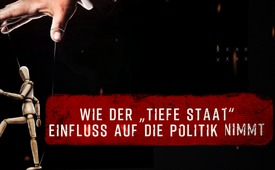 WIE DER „TIEFE STAAT“
EINFLUSS AUF DIE POLITIK NIMMT